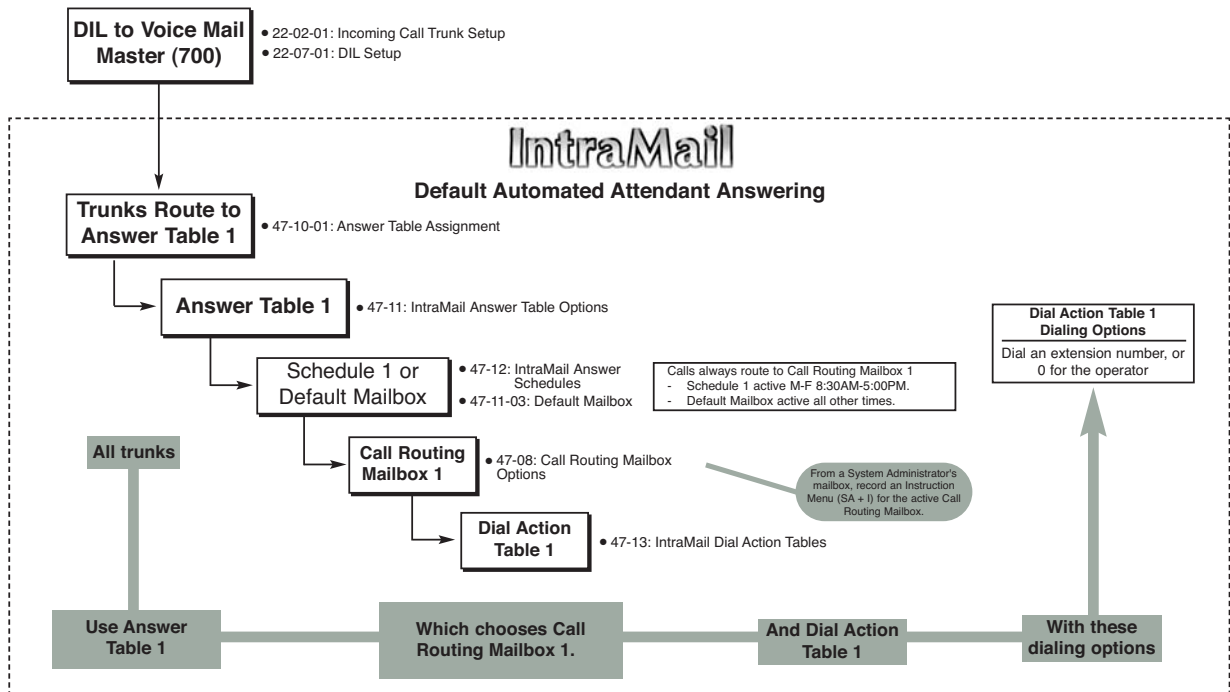 DIL to Voice Mail
Master (700)
• 22-02-01: Incoming Call Trunk Setup
• 22-07-01: DIL Setup
IntraMail
Default Automated Attendant Answering
Trunks Route to
Answer Table 1
• 47-10-01: Answer Table Assignment
Answer Table 1
• 47-11: IntraMail Answer Table Options
Dial Action Table 1
Dialing Options
Dial an extension number, or
0 for the operator
Schedule 1 or
Default Mailbox
• 47-12: IntraMail Answer
Schedules
• 47-11-03: Default Mailbox
Calls always route to Call Routing Mailbox 1
- Schedule 1 active M-F 8:30AM-5:00PM.
- Default Mailbox active all other times.
All trunks
Call Routing
Mailbox 1
• 47-08: Call Routing Mailbox
Options
From a System Administrator's
mailbox, record an Instruction
Menu (SA + I) for the active Call
Routing Mailbox.
Dial Action
Table 1
• 47-13: IntraMail Dial Action Tables
Use Answer
Table 1
Which chooses Call
Routing Mailbox 1.
And Dial Action
Table 1
With these
dialing options